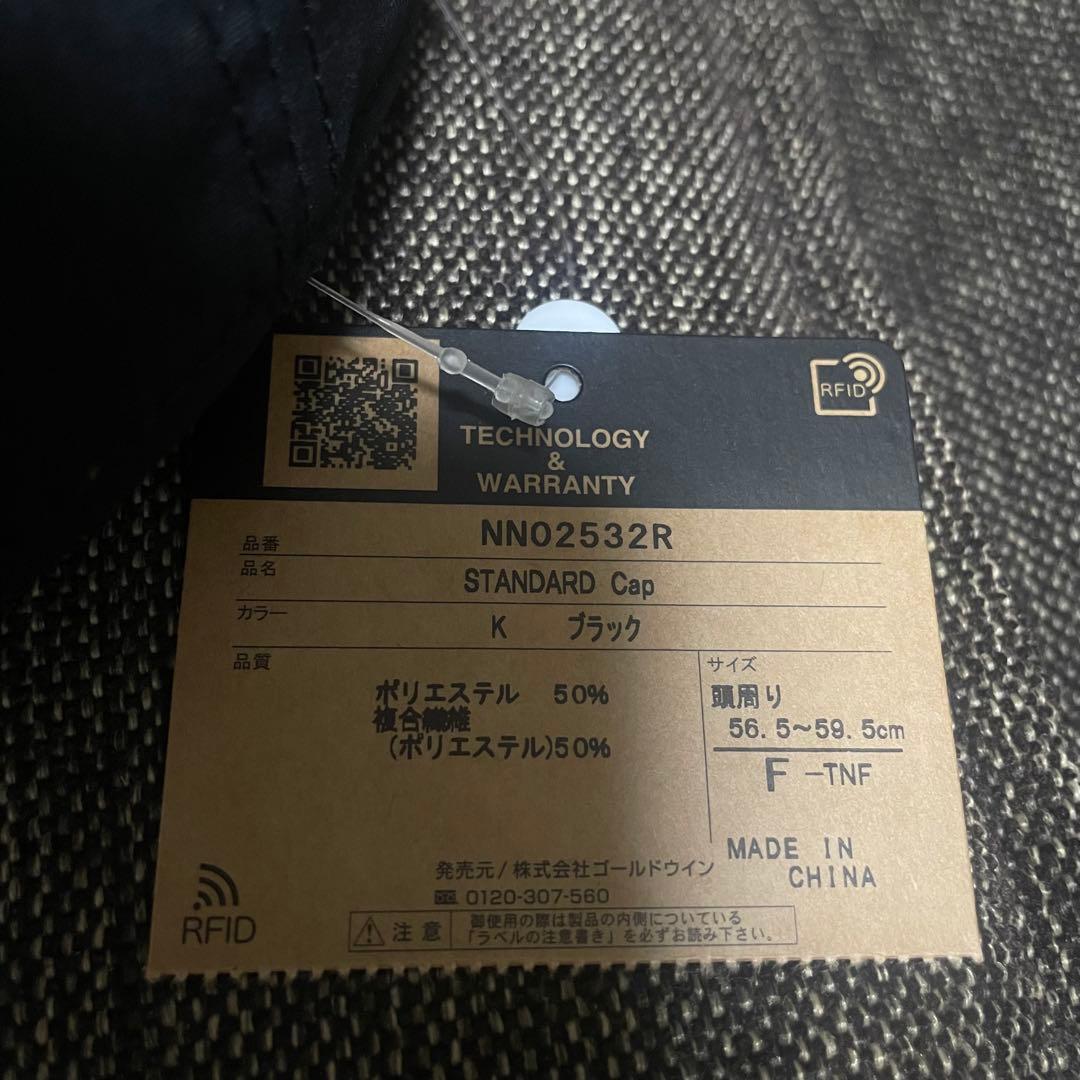 RFID
TECHNOLOGY
&
WARRANTY
品番 NN02532R
品名 STANDARD Cap
カラー K ブラック
品質
ポリエステル 50%
複合繊維
(ポリエステル)50%
サイズ
頭周り
56.5~59.5cm
F -TNF
MADE IN
CHINA
発売元/株式会社ゴールドウイン
0120-307-560
RFID
注意
御使用の際は製品の内側についている
「ラベルの注意書き」を必ずお読み下さい。